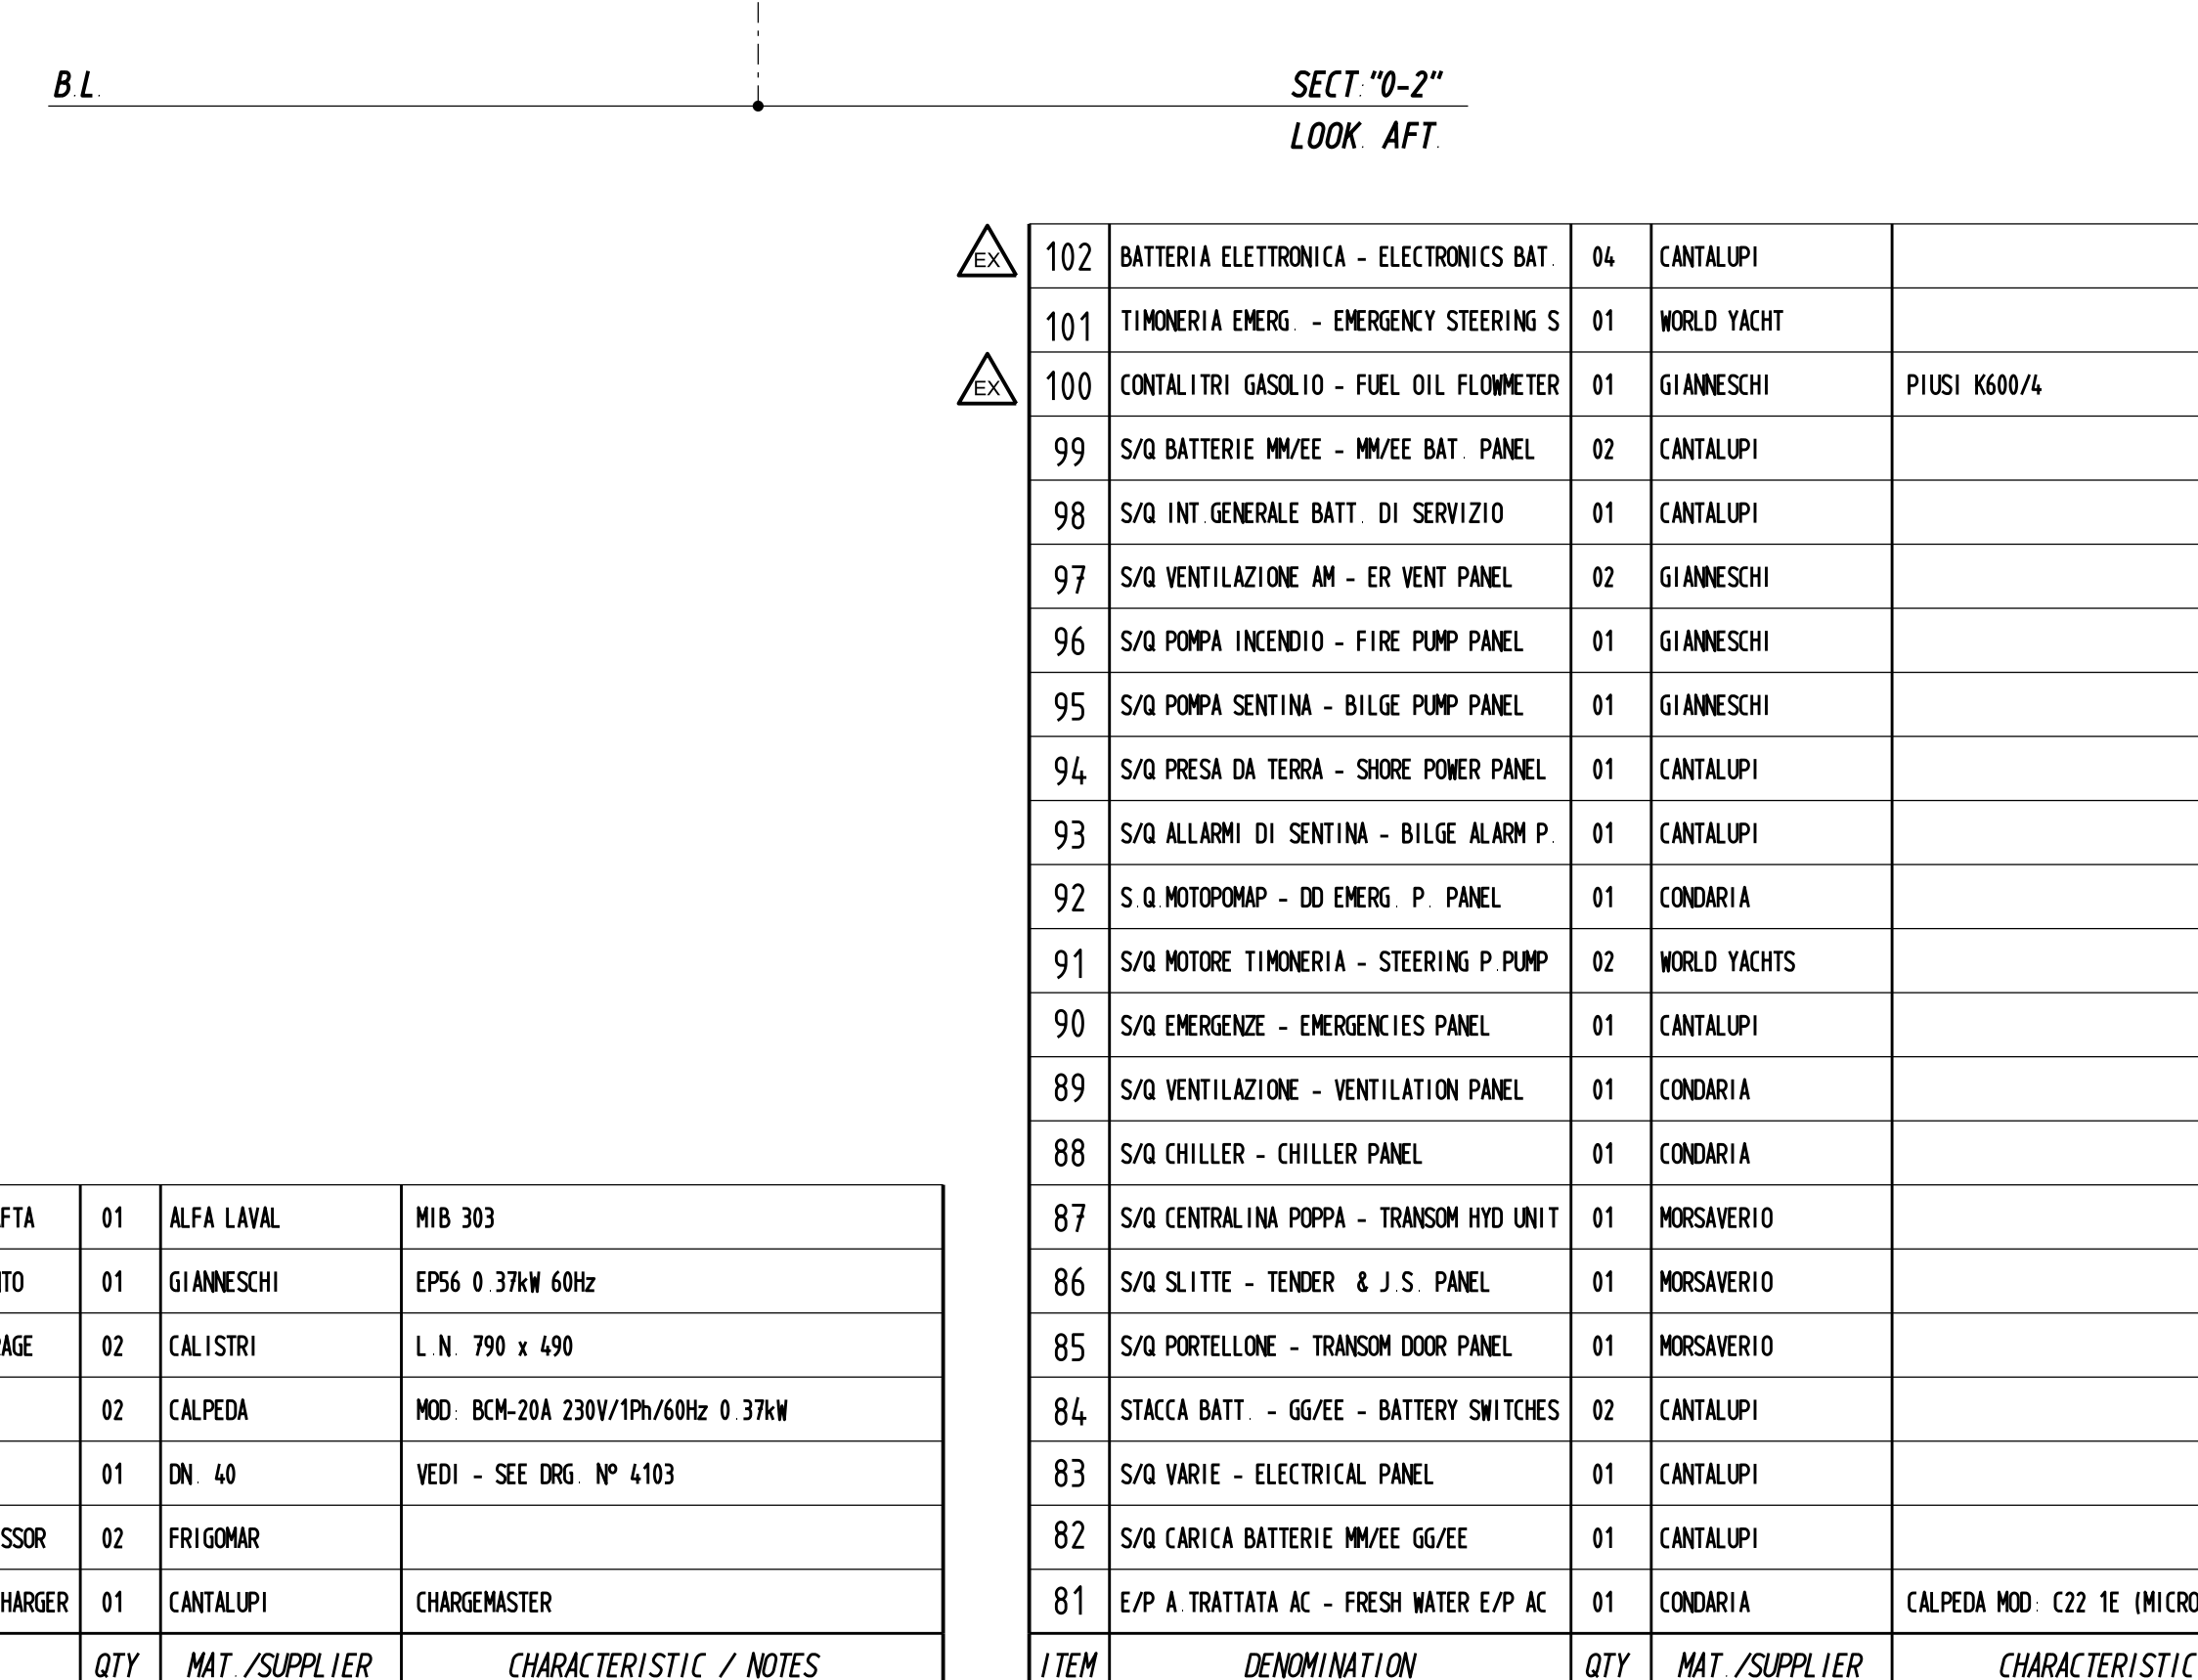 B.L.
SECT."0-2"
LOOK. AFT.
EX 102 BATTERIA ELETTRONICA - ELECTRONICS BAT. 04 CANTALUPI
101 TIMONERIA EMERG. - EMERGENCY STEERING S 01 WORLD YACHT
EX 100 CONTALITRI GASOLIO - FUEL OIL FLOWMETER 01 GIANNESCHI PIUSI K600/4
99 S/Q BATTERIE MM/EE - MM/EE BAT. PANEL 02 CANTALUPI
98 S/Q INT.GENERALE BATT. DI SERVIZIO 01 CANTALUPI
97 S/Q VENTILAZIONE AM - ER VENT PANEL 02 GIANNESCHI
96 S/Q POMPA INCENDIO - FIRE PUMP PANEL 01 GIANNESCHI
95 S/Q POMPA SENTINA - BILGE PUMP PANEL 01 GIANNESCHI
94 S/Q PRESA DA TERRA - SHORE POWER PANEL 01 CANTALUPI
93 S/Q ALLARMI DI SENTINA - BILGE ALARM P. 01 CANTALUPI
92 S.Q.MOTOPOMAP - DD EMERG. P. PANEL 01 CONDARIA
91 S/Q MOTORE TIMONERIA - STEERING P.PUMP 02 WORLD YACHTS
90 S/Q EMERGENZE - EMERGENCIES PANEL 01 CANTALUPI
89 S/Q VENTILAZIONE - VENTILATION PANEL 01 CONDARIA
88 S/Q CHILLER - CHILLER PANEL 01 CONDARIA
87 S/Q CENTRALINA POPPA - TRANSOM HYD UNIT 01 MORSAVERIO
86 S/Q SLITTE - TENDER & J.S. PANEL 01 MORSAVERIO
85 S/Q PORTELLONE - TRANSOM DOOR PANEL 01 MORSAVERIO
84 STACCA BATT. - GG/EE - BATTERY SWITCHES 02 CANTALUPI
83 S/Q VARIE - ELECTRICAL PANEL 01 CANTALUPI
82 S/Q CARICA BATTERIE MM/EE GG/EE 01 CANTALUPI
81 E/P A.TRATTATA AC - FRESH WATER E/P AC 01 CONDARIA CALPEDA MOD: C22 1E (MICRO
ITEM DENOMINATION QTY MAT./SUPPLIER CHARACTERISTIC
FTA 01 ALFA LAVAL MIB 303
TO 01 GIANNESCHI EP56 0.37kW 60Hz
AGE 02 CALISTRI L.N. 790 x 490
02 CALPEDA MOD: BCM-20A 230V/1Ph/60Hz 0.37kW
01 DN. 40 VEDI - SEE DRG. Nº 4103
SSOR 02 FRIGOMAR
HARGER 01 CANTALUPI CHARGEMASTER
QTY MAT./SUPPLIER CHARACTERISTIC / NOTES